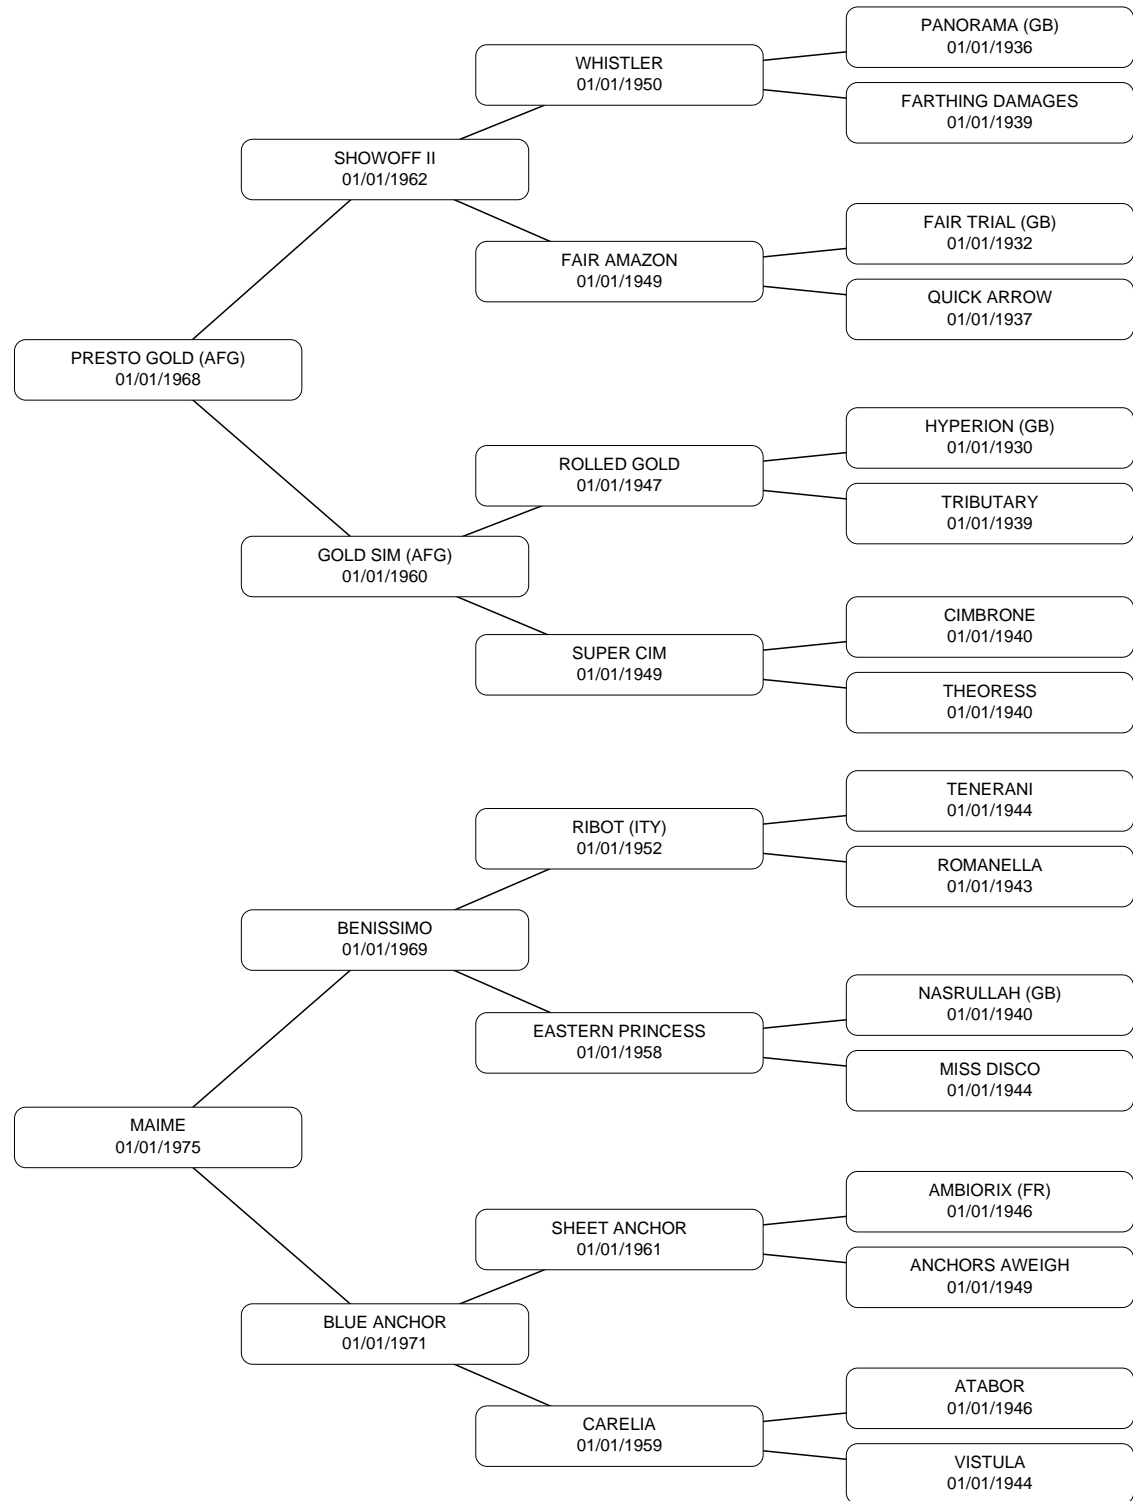 PANORAMA (GB)
01/01/1936
WHISTLER
01/01/1950
FARTHING DAMAGES
01/01/1939
SHOWOFF II
01/01/1962
FAIR TRIAL (GB)
01/01/1932
FAIR AMAZON
01/01/1949
QUICK ARROW
01/01/1937
PRESTO GOLD (AFG)
01/01/1968
HYPERION (GB)
01/01/1930
ROLLED GOLD
01/01/1947
TRIBUTARY
01/01/1939
GOLD SIM (AFG)
01/01/1960
CIMBRONE
01/01/1940
SUPER CIM
01/01/1949
THEORESS
01/01/1940
TENERANI
01/01/1944
RIBOT (ITY)
01/01/1952
ROMANELLA
01/01/1943
BENISSIMO
01/01/1969
NASRULLAH (GB)
01/01/1940
EASTERN PRINCESS
01/01/1958
MISS DISCO
01/01/1944
MAIME
01/01/1975
AMBIORIX (FR)
01/01/1946
SHEET ANCHOR
01/01/1961
ANCHORS AWEIGH
01/01/1949
BLUE ANCHOR
01/01/1971
ATABOR
01/01/1946
CARELIA
01/01/1959
VISTULA
01/01/1944